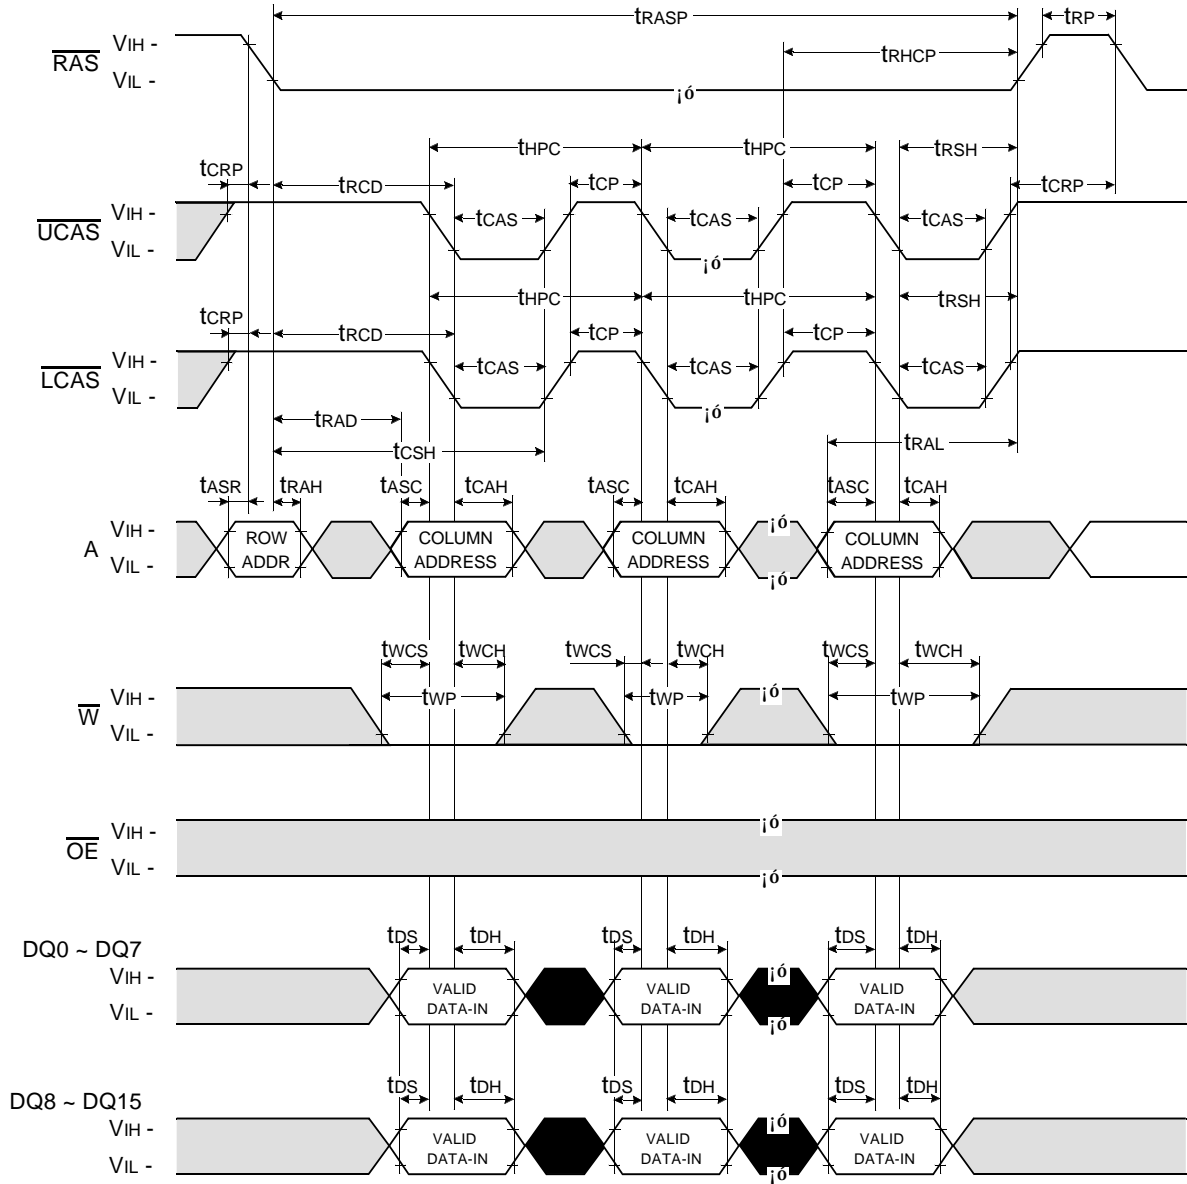 tRASP tRP
RAS VIH -
VIL -
tRHCP
¡ó
tHPC tHPC tRSH
tCRP tRCD tCP tCP tCRP
UCAS VIH -
VIL -
tCAS tCAS tCAS
¡ó
tHPC tHPC tRSH
tCRP tRCD tCP tCP
LCAS VIH -
VIL -
tCAS tCAS tCAS
¡ó
tRAD
tCSH tRAL
tASR tRAH tASC tCAH tASC tCAH tASC tCAH
A VIH -
VIL -
ROW
ADDR
COLUMN
ADDRESS
COLUMN
ADDRESS
¡ó
¡ó
COLUMN
ADDRESS
tWCS tWCH tWCS tWCH tWCS tWCH
W VIH -
VIL -
tWP tWP tWP
¡ó
OE VIH -
VIL -
¡ó
¡ó
DQ0 ~ DQ7
tDS tDH tDS tDH tDS tDH
VIH -
VIL -
VALID
DATA-IN
VALID
DATA-IN
¡ó
¡ó
VALID
DATA-IN
DQ8 ~ DQ15
tDS tDH tDS tDH tDS tDH
VIH -
VIL -
VALID
DATA-IN
VALID
DATA-IN
¡ó
¡ó
VALID
DATA-IN